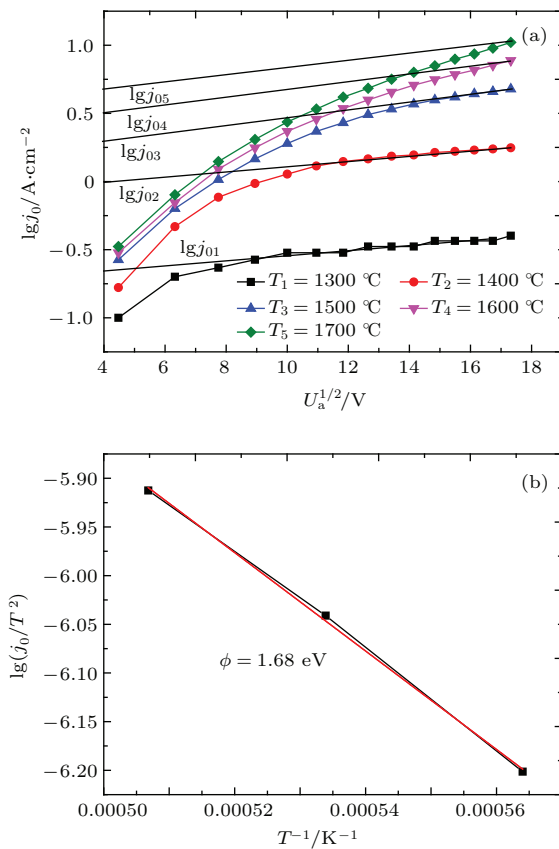 (a)
1.0
0.5
0
−0.5
−1.0
lgj₀/A·cm⁻²
lgj₀₅
lgj₀₄
lgj₀₃
lgj₀₂
lgj₀₁
T₁ = 1300 ℃ T₂ = 1400 ℃
T₃ = 1500 ℃ T₄ = 1600 ℃
T₅ = 1700 ℃
4 6 8 10 12 14 16 18
Uₐ¹ᐟ²/V
(b)
−5.90
−5.95
−6.00
−6.05
−6.10
−6.15
−6.20
lg(j₀/T²)
ϕ = 1.68 eV
0.00050 0.00052 0.00054 0.00056
T⁻¹/K⁻¹